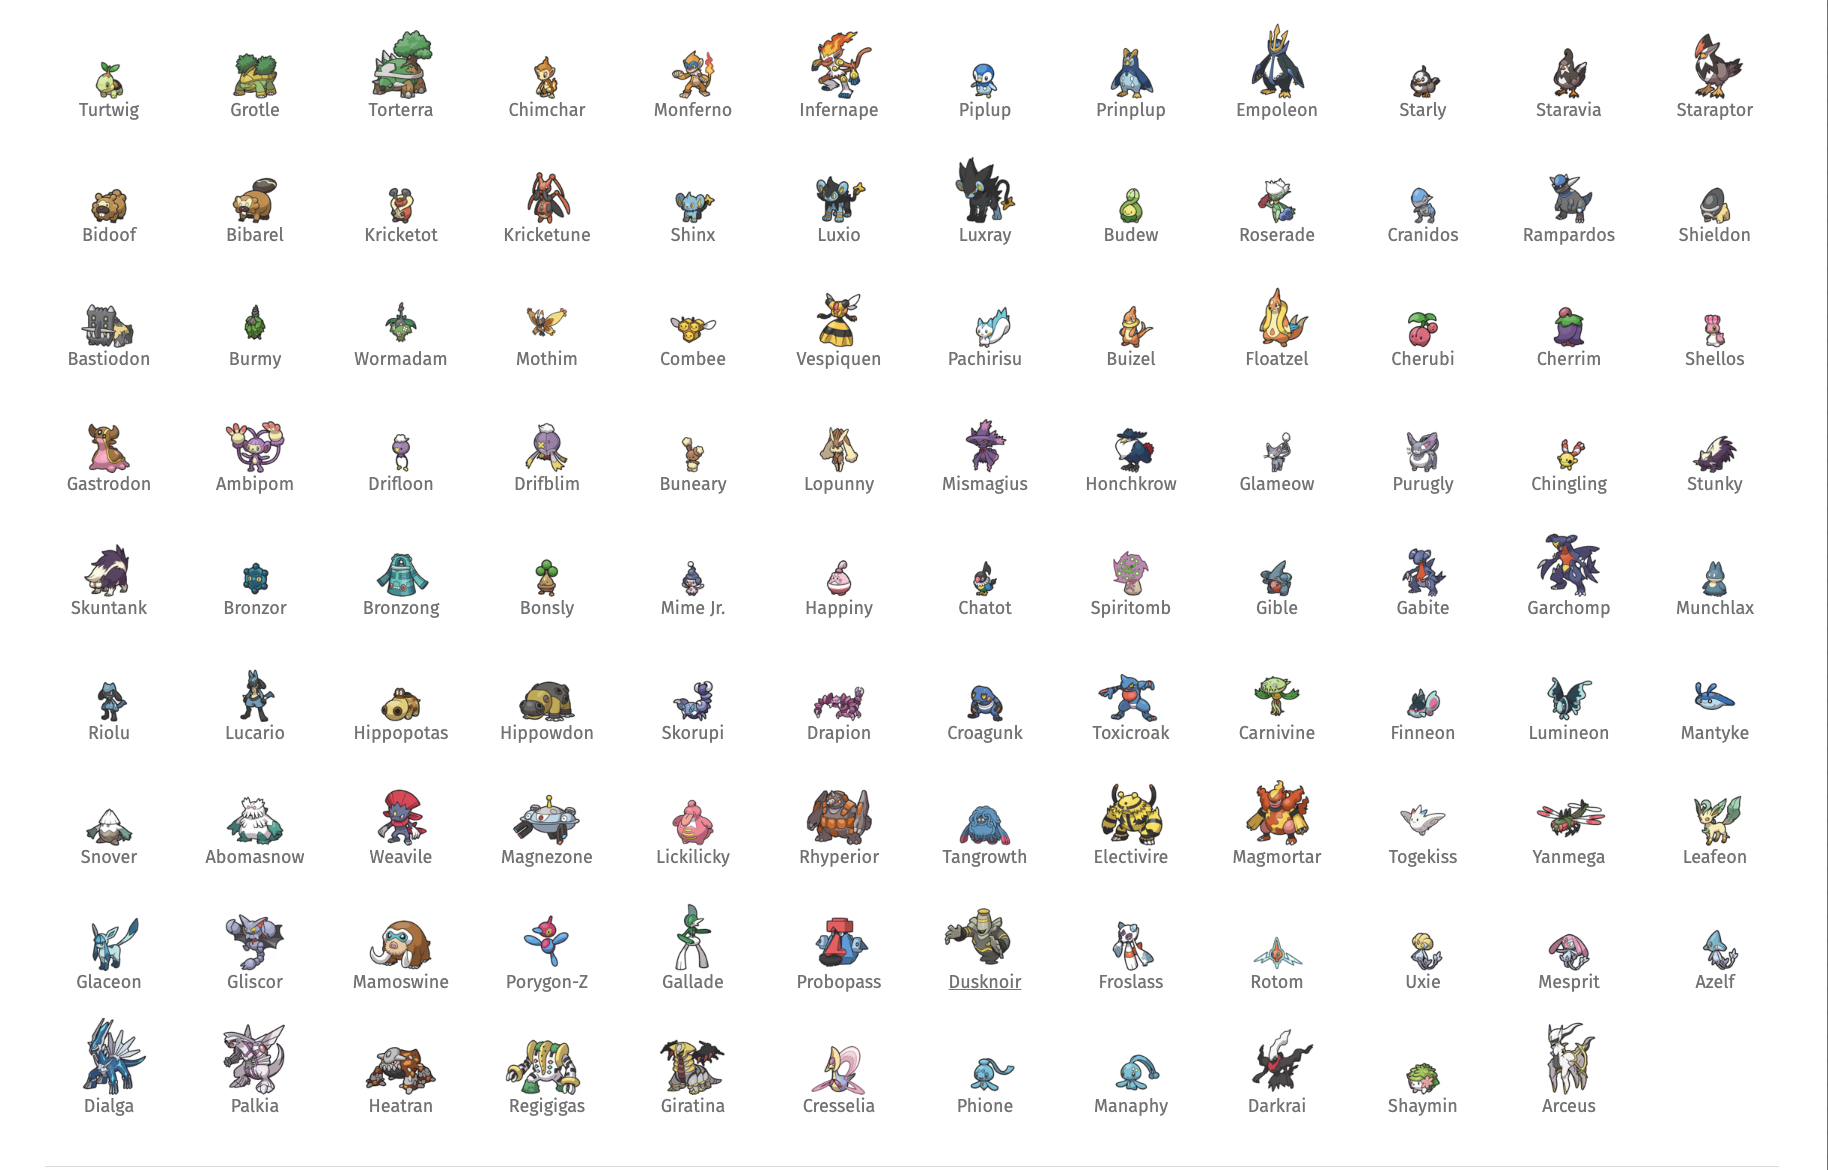 Turtwig Grotle Torterra Chimchar Monferno Infernape Piplup Prinplup Empoleon Starly Staravia Staraptor
Bidoof Bibarel Kricketot Kricketune Shinx Luxio Luxray Budew Roserade Cranidos Rampardos Shieldon
Bastiodon Burmy Wormadam Mothim Combee Vespiquen Pachirisu Buizel Floatzel Cherubi Cherrim Shellos
Gastrodon Ambipom Drifloon Drifblim Buneary Lopunny Mismagius Honchkrow Glameow Purugly Chingling Stunky
Skuntank Bronzor Bronzong Bonsly Mime Jr. Happiny Chatot Spiritomb Gible Gabite Garchomp Munchlax
Riolu Lucario Hippopotas Hippowdon Skorupi Drapion Croagunk Toxicroak Carnivine Finneon Lumineon Mantyke
Snover Abomasnow Weavile Magnezone Lickilicky Rhyperior Tangrowth Electivire Magmortar Togekiss Yanmega Leafeon
Glaceon Gliscor Mamoswine Porygon-Z Gallade Probopass Dusknoir Froslass Rotom Uxie Mesprit Azelf
Dialga Palkia Heatran Regigigas Giratina Cresselia Phione Manaphy Darkrai Shaymin Arceus